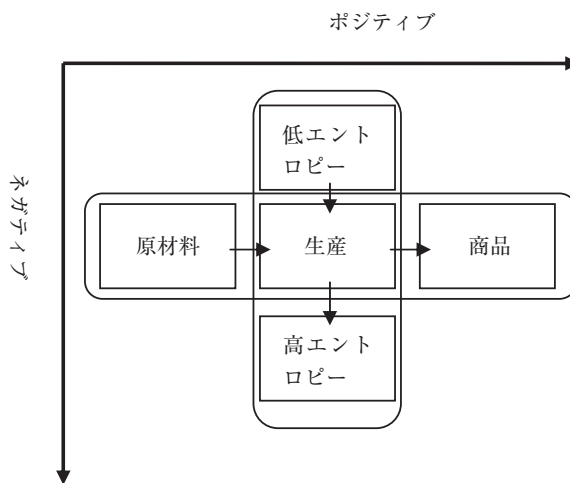 ポジティブ
低エント
ロピー
ネガティブ
原材料
生産
商品
高エント
ロピー